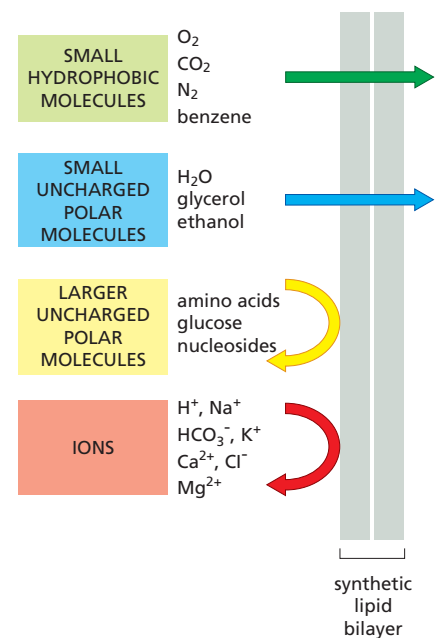 SMALL
HYDROPHOBIC
MOLECULES
O₂
CO₂
N₂
benzene
SMALL
UNCHARGED
POLAR
MOLECULES
H₂O
glycerol
ethanol
LARGER
UNCHARGED
POLAR
MOLECULES
amino acids
glucose
nucleosides
IONS
H⁺, Na⁺
HCO₃⁻, K⁺
Ca²⁺, Cl⁻
Mg²⁺
synthetic
lipid
bilayer